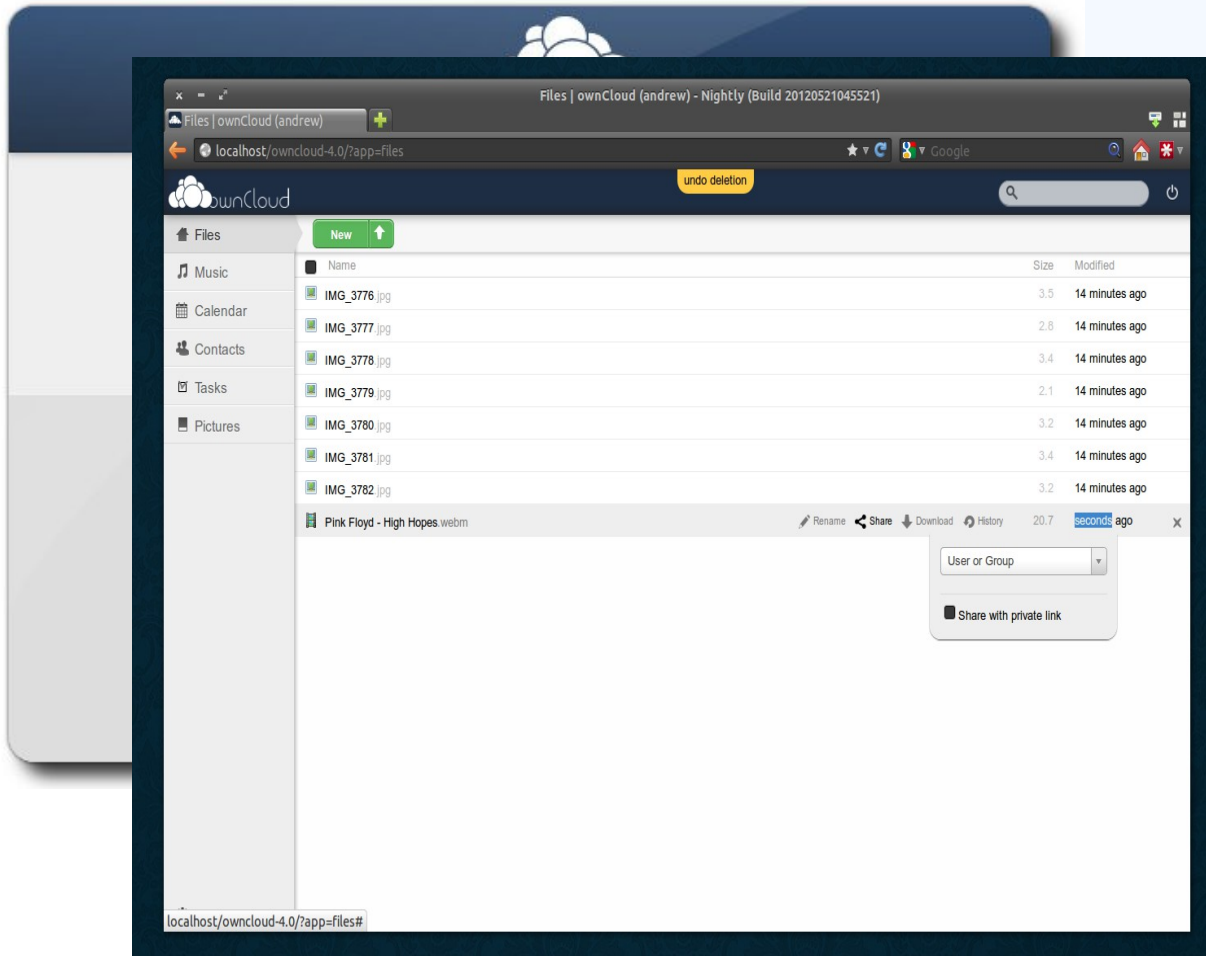 Files | ownCloud (andrew) - Nightly (Build 20120521045521)
Files | ownCloud (andrew)
localhost/owncloud-4.0/?app=files
Google
undo deletion
ownCloud
Files
Music
Calendar
Contacts
Tasks
Pictures
New
Name Size Modified
IMG_3776.jpg 3.5 14 minutes ago
IMG_3777.jpg 2.8 14 minutes ago
IMG_3778.jpg 3.4 14 minutes ago
IMG_3779.jpg 2.1 14 minutes ago
IMG_3780.jpg 3.2 14 minutes ago
IMG_3781.jpg 3.4 14 minutes ago
IMG_3782.jpg 3.2 14 minutes ago
Pink Floyd - High Hopes.webm Rename Share Download History 20.7 seconds ago x
User or Group
Share with private link
localhost/owncloud-4.0/?app=files#